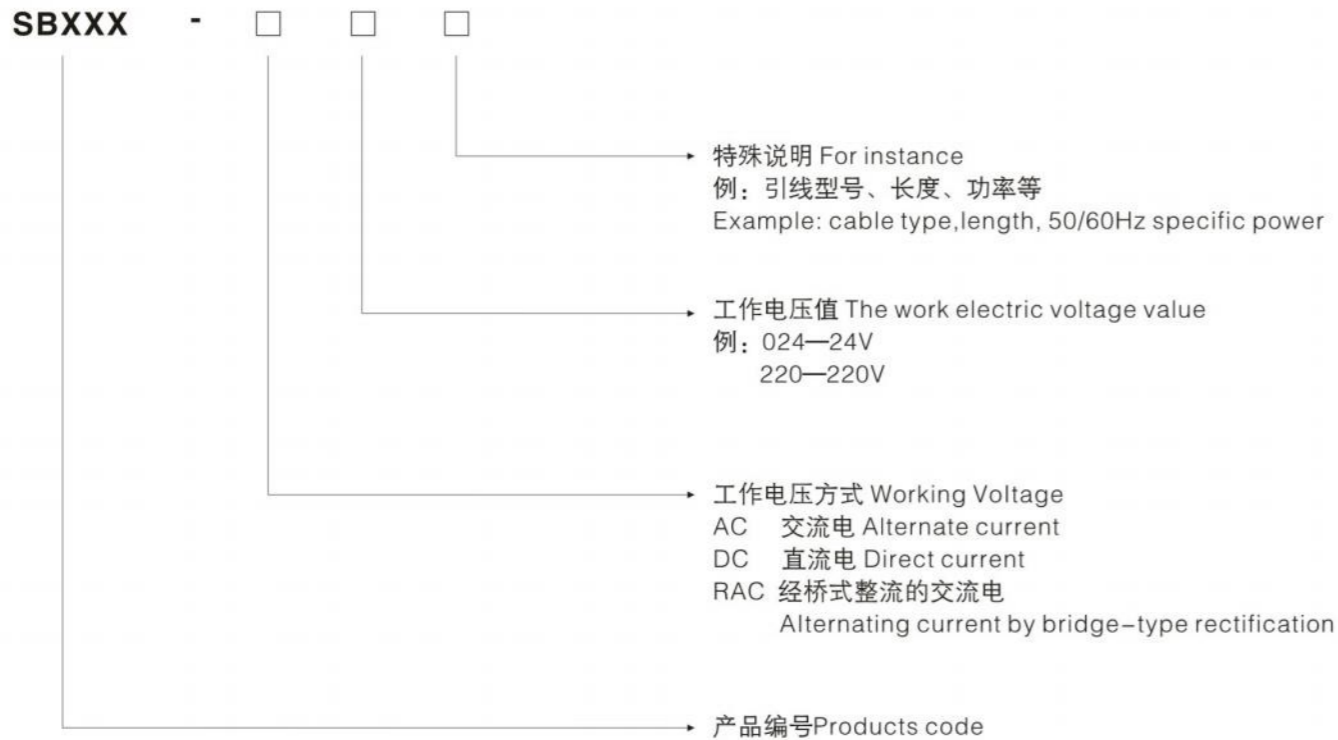 SBXXX - □ □ □
特殊说明 For instance
例：引线型号、长度、功率等
Example: cable type,length, 50/60Hz specific power
工作电压值 The work electric voltage value
例：024—24V
220—220V
工作电压方式 Working Voltage
AC 交流电 Alternate current
DC 直流电 Direct current
RAC 经桥式整流的交流电
Alternating current by bridge–type rectification
产品编号Products code